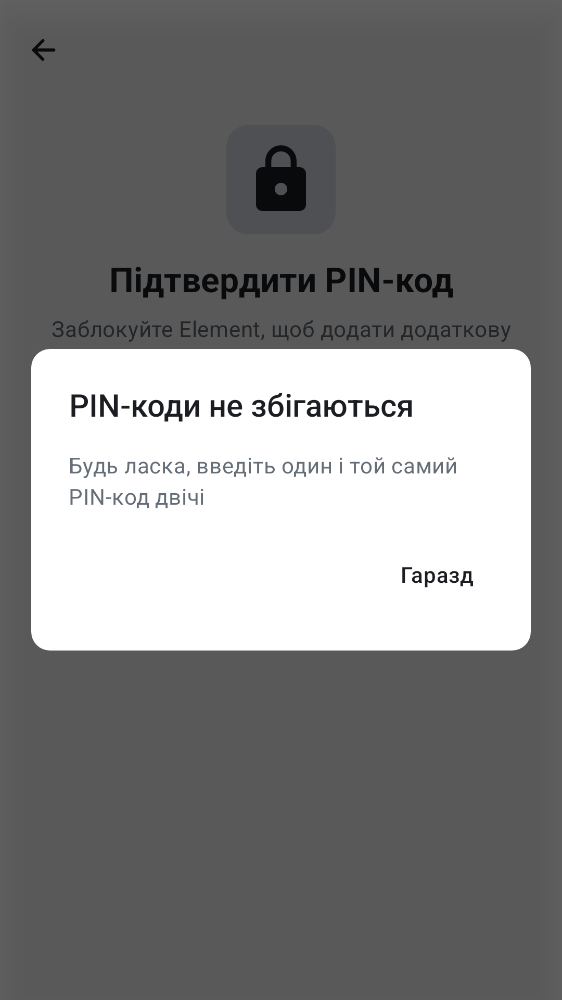 Підтвердити PIN-код
Заблокуйте Element, щоб додати додаткову
PIN-коди не збігаються
Будь ласка, введіть один і той самий
PIN-код двічі
Гаразд